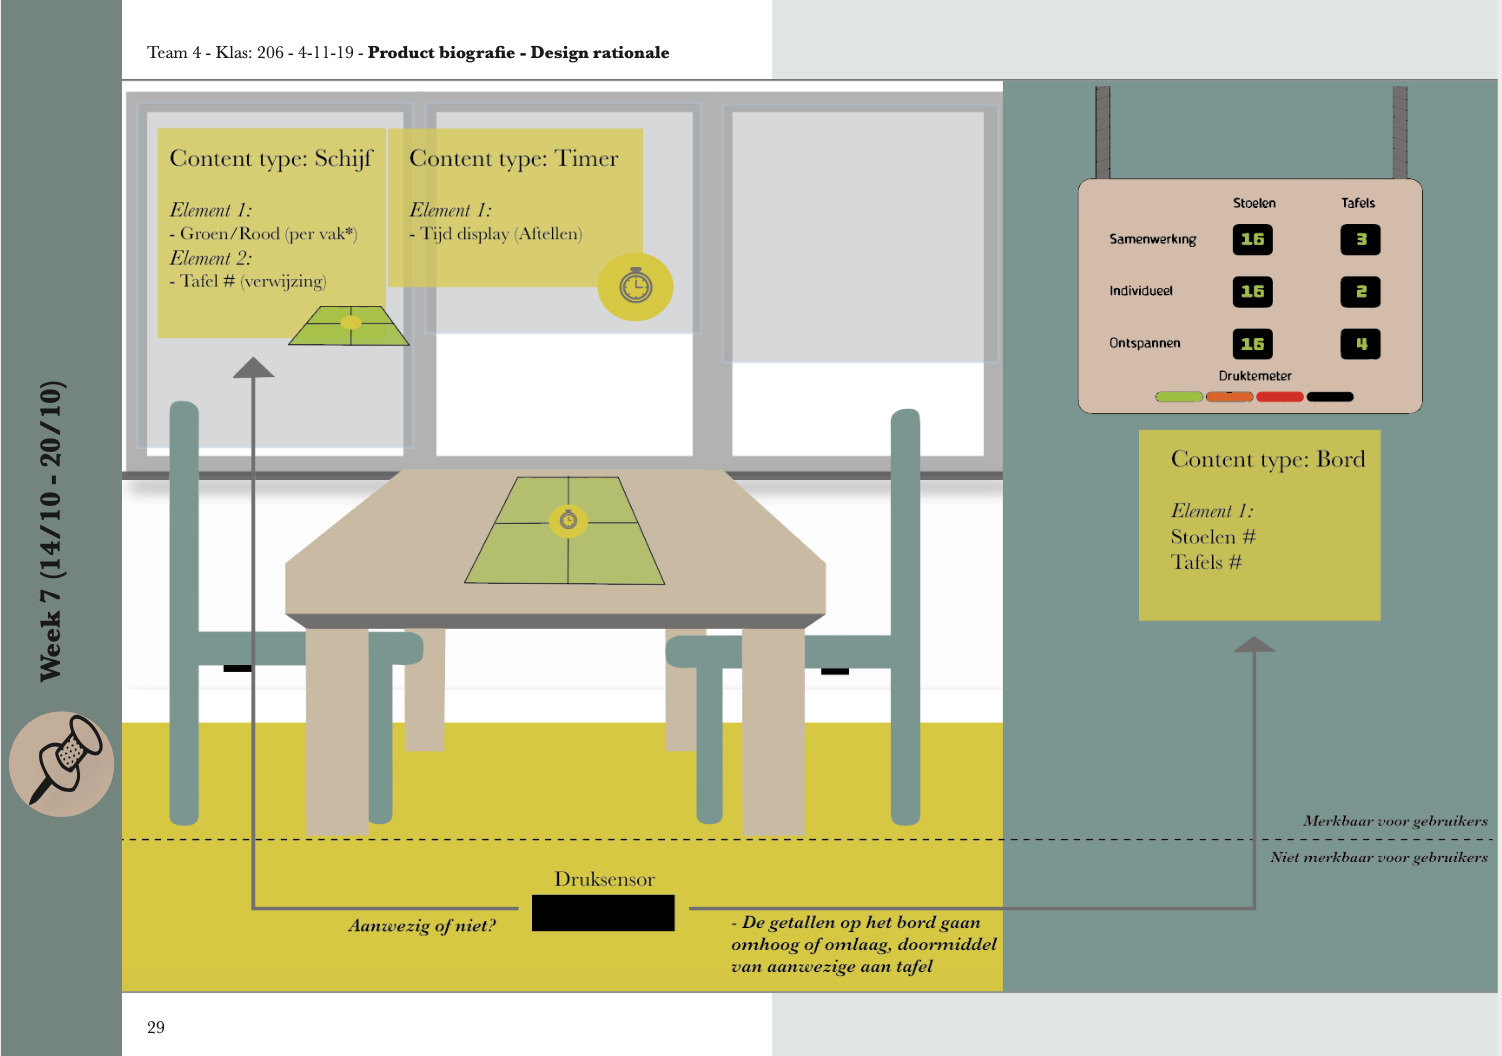 Team 4 - Klas: 206 - 4-11-19 - Product biografie - Design rationale
Week 7 (14/10 - 20/10)
Content type: Schijf
Element 1:
- Groen/Rood (per vak*)
Element 2:
- Tafel # (verwijzing)
Content type: Timer
Element 1:
- Tijd display (Aftellen)
Stoelen Tafels
Samenwerking 16 3
Individueel 16 2
Ontspannen 16 4
Druktemeter
Content type: Bord
Element 1:
Stoelen #
Tafels #
Merkbaar voor gebruikers
Niet merkbaar voor gebruikers
Druksensor
Aanwezig of niet?
- De getallen op het bord gaan
omhoog of omlaag, doormiddel
van aanwezige aan tafel
29